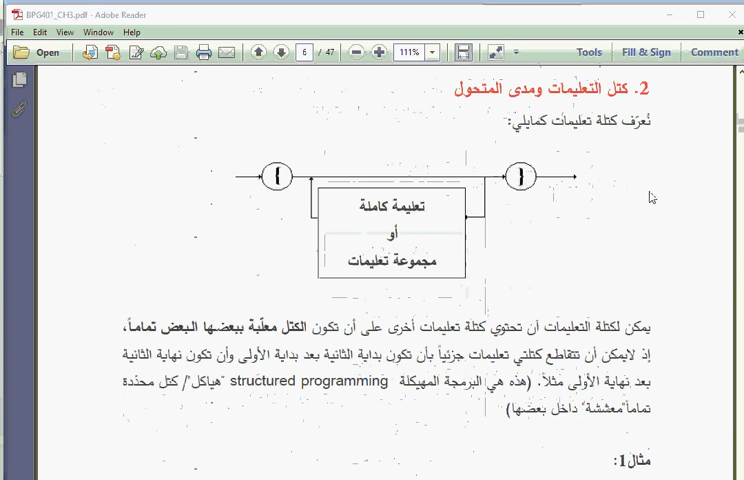 BPG401_CH3.pdf - Adobe Reader
File Edit View Window Help
Open 6 / 47 111% Tools Fill & Sign Comment
2. كتل التعليمات ومدى المتحول
نُعرّف كتلة تعليمات كمايلي:
{ }
تعليمة كاملة
أو
مجموعة تعليمات
يمكن لكتلة التعليمات أن تحتوي كتلة تعليمات أخرى على أن تكون الكتل معلّبة ببعضها البعض تماماً،
إذ لايمكن أن تتقاطع كتلتي تعليمات جزئياً بأن تكون بداية الثانية بعد بداية الأولى وأن تكون نهاية الثانية
بعد نهاية الأولى مثلاً. (هذه هي البرمجة المهيكلة structured programming "هياكل"/ كتل محدّدة
تماماً"معششة" داخل بعضها)
مثال1: